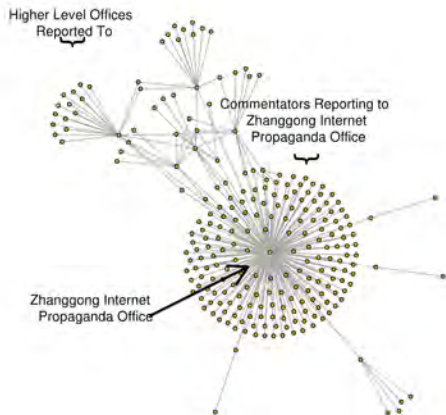 Higher Level Offices
Reported To
Commentators Reporting to
Zhanggong Internet
Propaganda Office
Zhanggong Internet
Propaganda Office